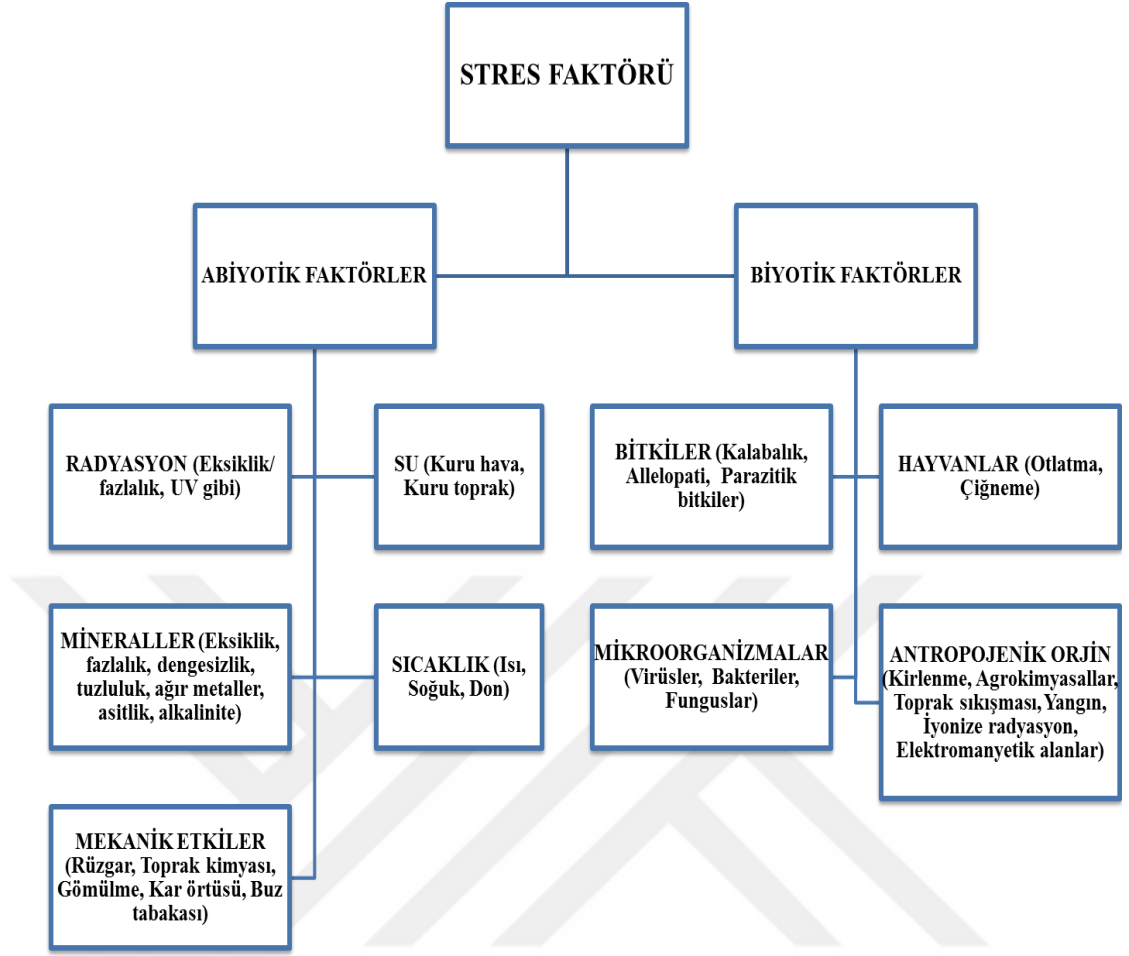 STRES FAKTÖRÜ
ABİYOTİK FAKTÖRLER
BİYOTİK FAKTÖRLER
RADYASYON (Eksiklik/
fazlalık, UV gibi)
SU (Kuru hava,
Kuru toprak)
BİTKİLER (Kalabalık,
Allelopati, Parazitik
bitkiler)
HAYVANLAR (Otlatma,
Çiğneme)
MİNERALLER (Eksiklik,
fazlalık, dengesizlik,
tuzluluk, ağır metaller,
asitlik, alkalinite)
SICAKLIK (Isı,
Soğuk, Don)
MİKROORGANİZMALAR
(Virüsler, Bakteriler,
Funguslar)
ANTROPOJENİK ORJİN
(Kirlenme, Agrokimyasallar,
Toprak sıkışması, Yangın,
İyonize radyasyon,
Elektromanyetik alanlar)
MEKANİK ETKİLER
(Rüzgar, Toprak kimyası,
Gömülme, Kar örtüsü, Buz
tabakası)